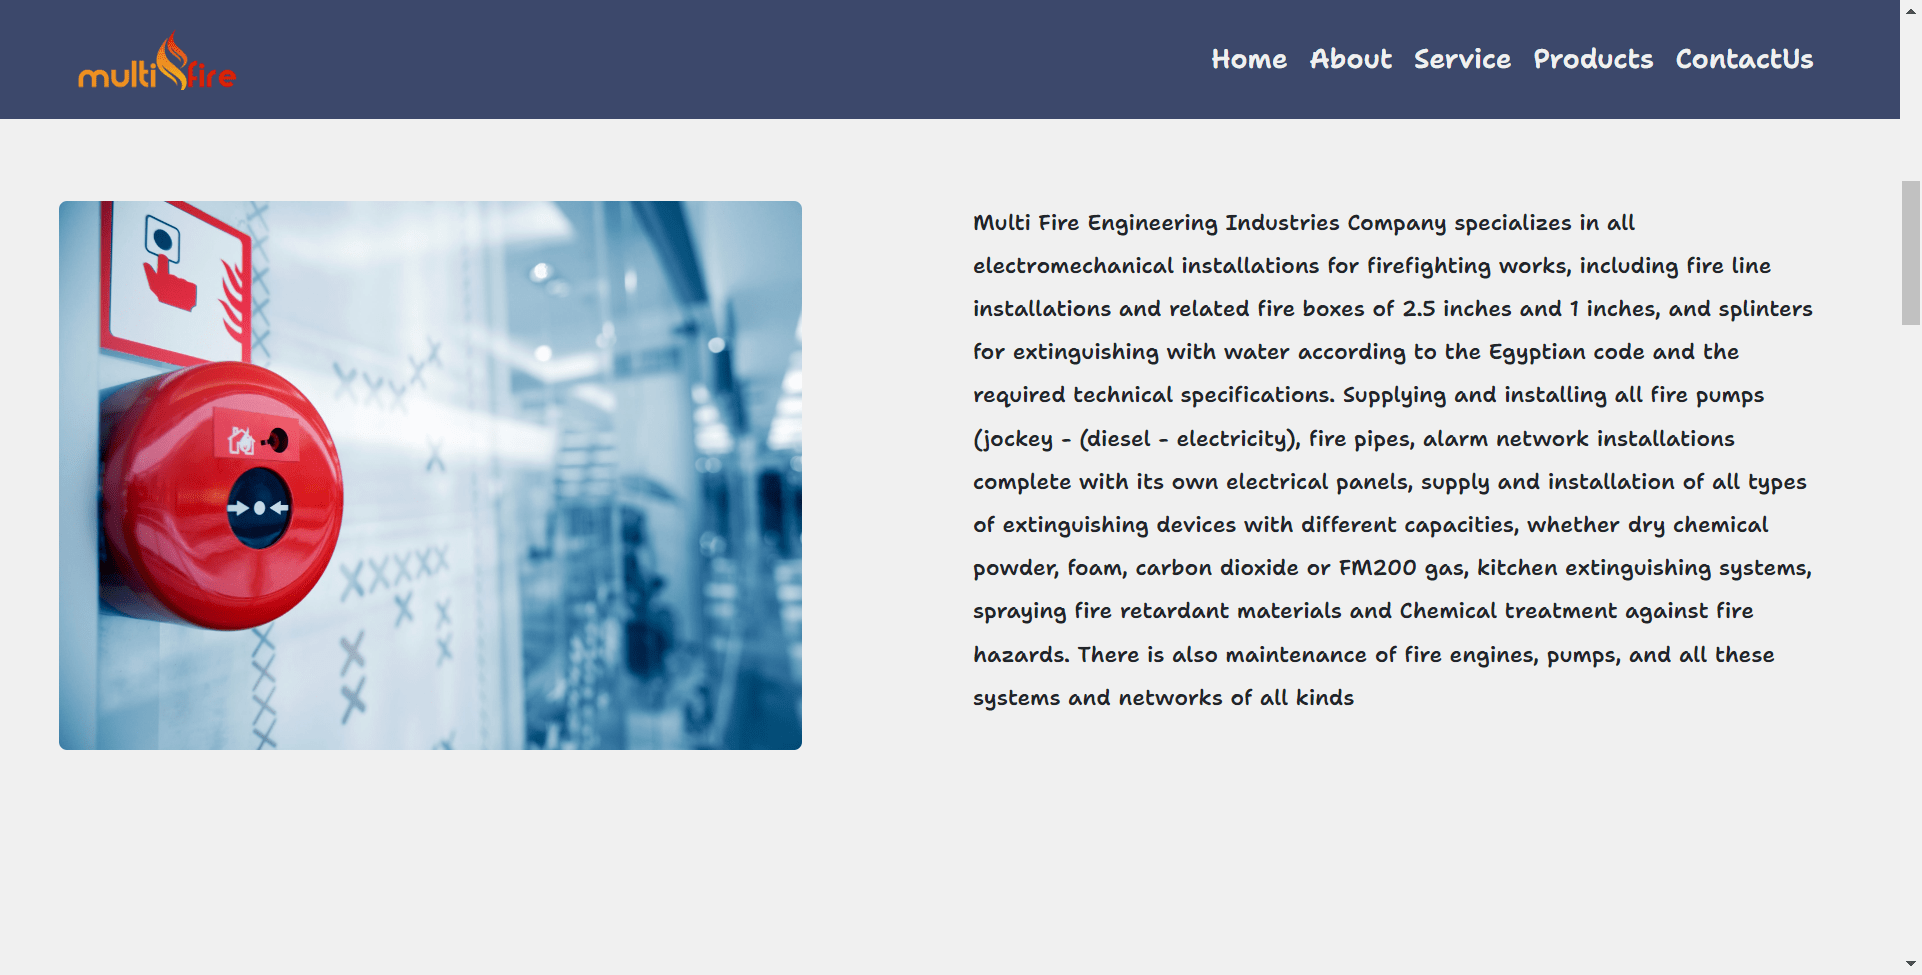 multi fire
Home About Service Products ContactUs
Multi Fire Engineering Industries Company specializes in all
electromechanical installations for firefighting works, including fire line
installations and related fire boxes of 2.5 inches and 1 inches, and splinters
for extinguishing with water according to the Egyptian code and the
required technical specifications. Supplying and installing all fire pumps
(jockey - (diesel - electricity), fire pipes, alarm network installations
complete with its own electrical panels, supply and installation of all types
of extinguishing devices with different capacities, whether dry chemical
powder, foam, carbon dioxide or FM200 gas, kitchen extinguishing systems,
spraying fire retardant materials and Chemical treatment against fire
hazards. There is also maintenance of fire engines, pumps, and all these
systems and networks of all kinds